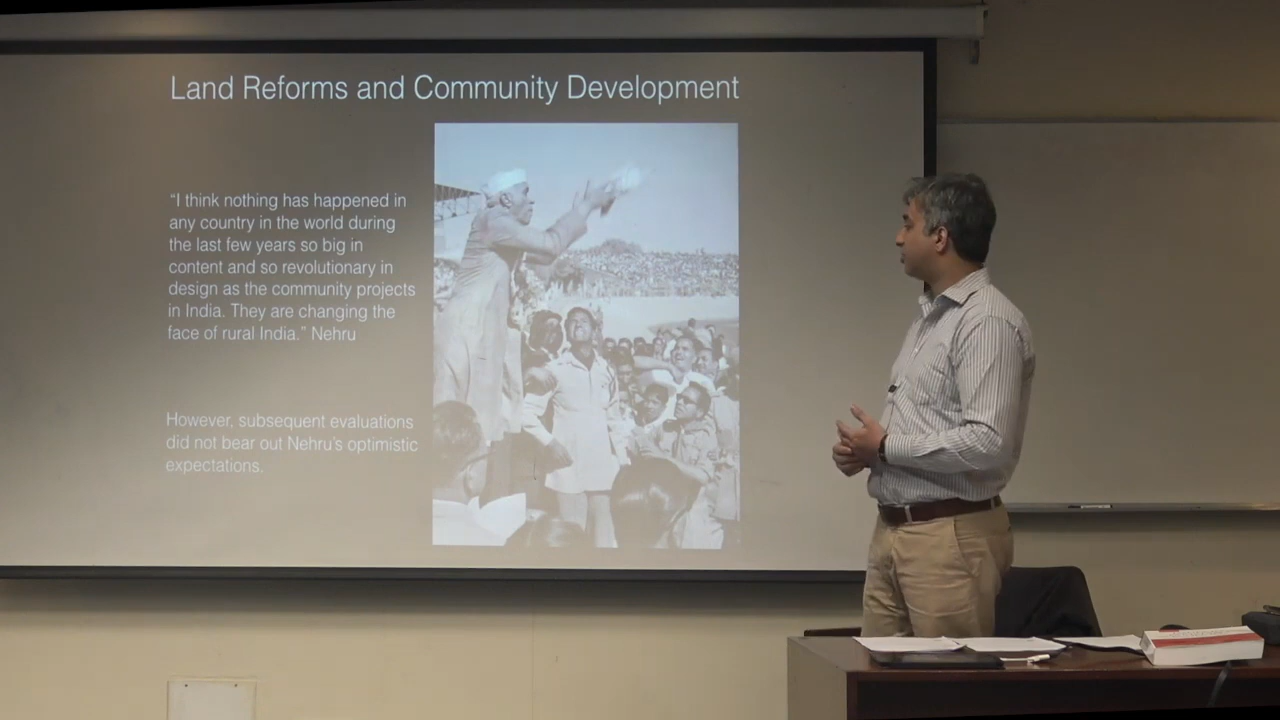 Land Reforms and Community Development
“I think nothing has happened in
any country in the world during
the last few years so big in
content and so revolutionary in
design as the community projects
in India. They are changing the
face of rural India.” Nehru
However, subsequent evaluations
did not bear out Nehru’s optimistic
expectations.